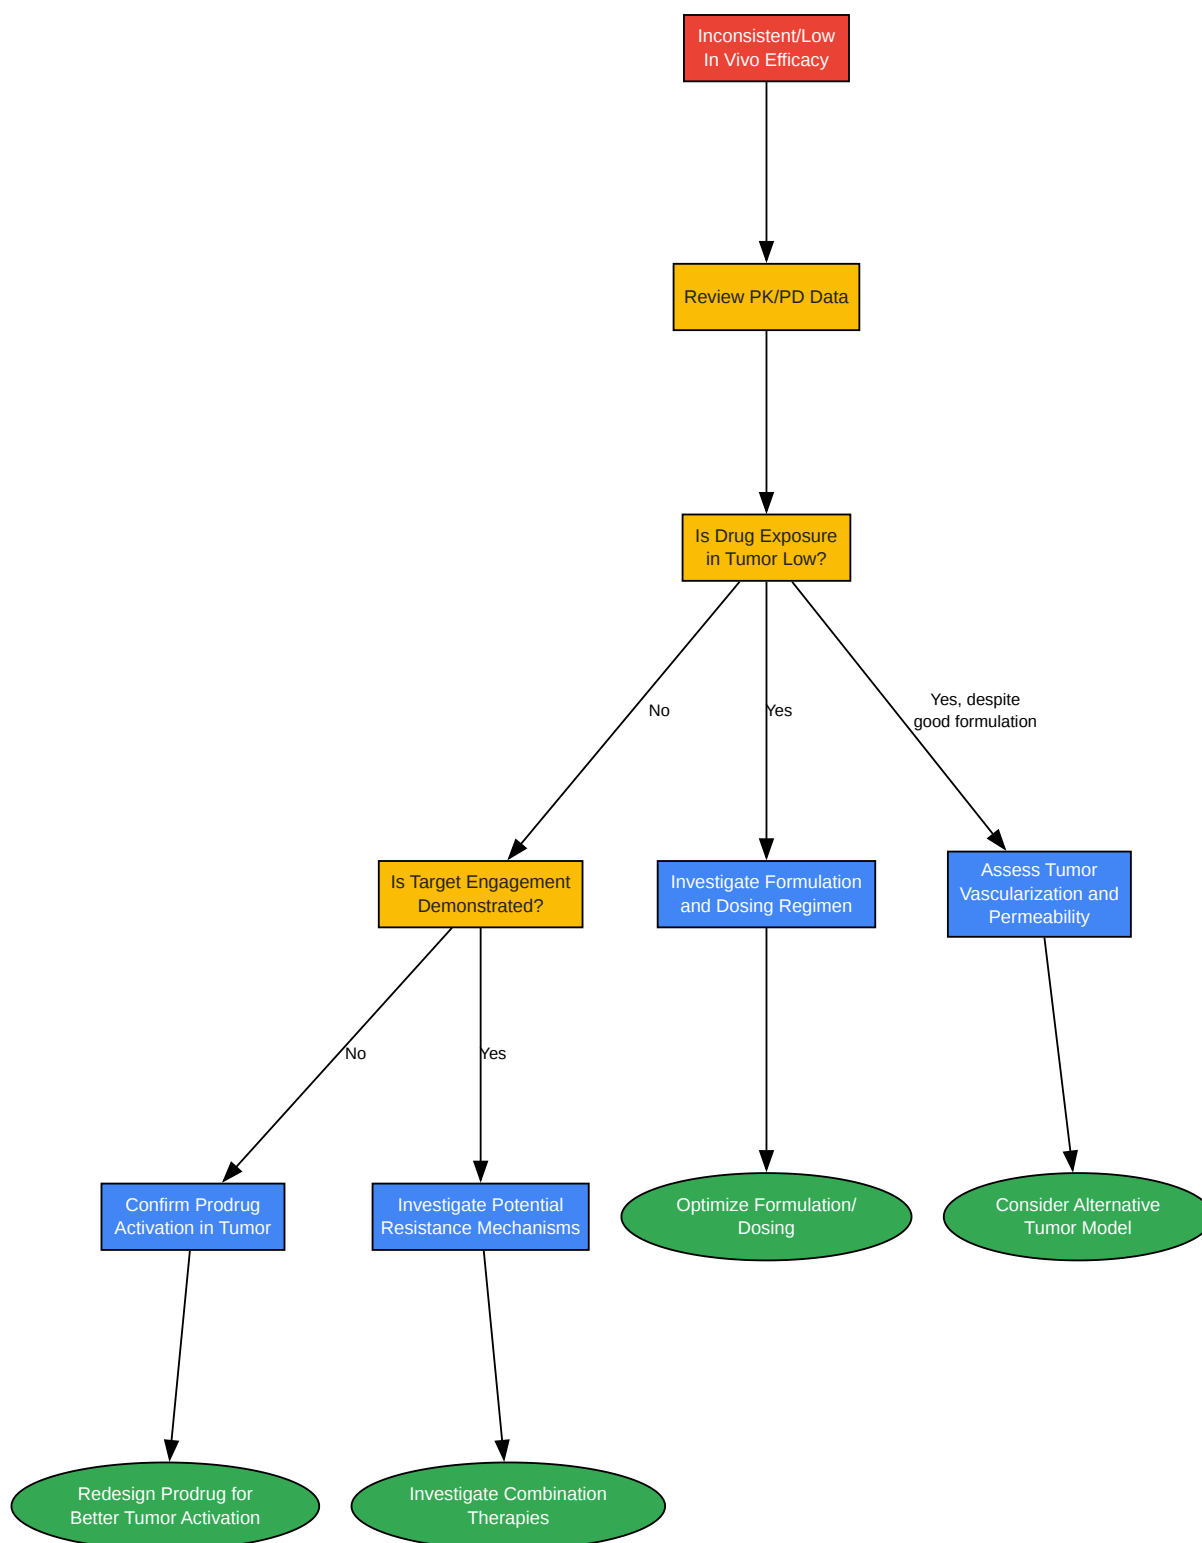 Inconsistent/Low
In Vivo Efficacy
Review PK/PD Data
Is Drug Exposure
in Tumor Low?
No
Yes
Yes, despite
good formulation
Is Target Engagement
Demonstrated?
Investigate Formulation
and Dosing Regimen
Assess Tumor
Vascularization and
Permeability
No
Yes
Confirm Prodrug
Activation in Tumor
Investigate Potential
Resistance Mechanisms
Optimize Formulation/
Dosing
Consider Alternative
Tumor Model
Redesign Prodrug for
Better Tumor Activation
Investigate Combination
Therapies